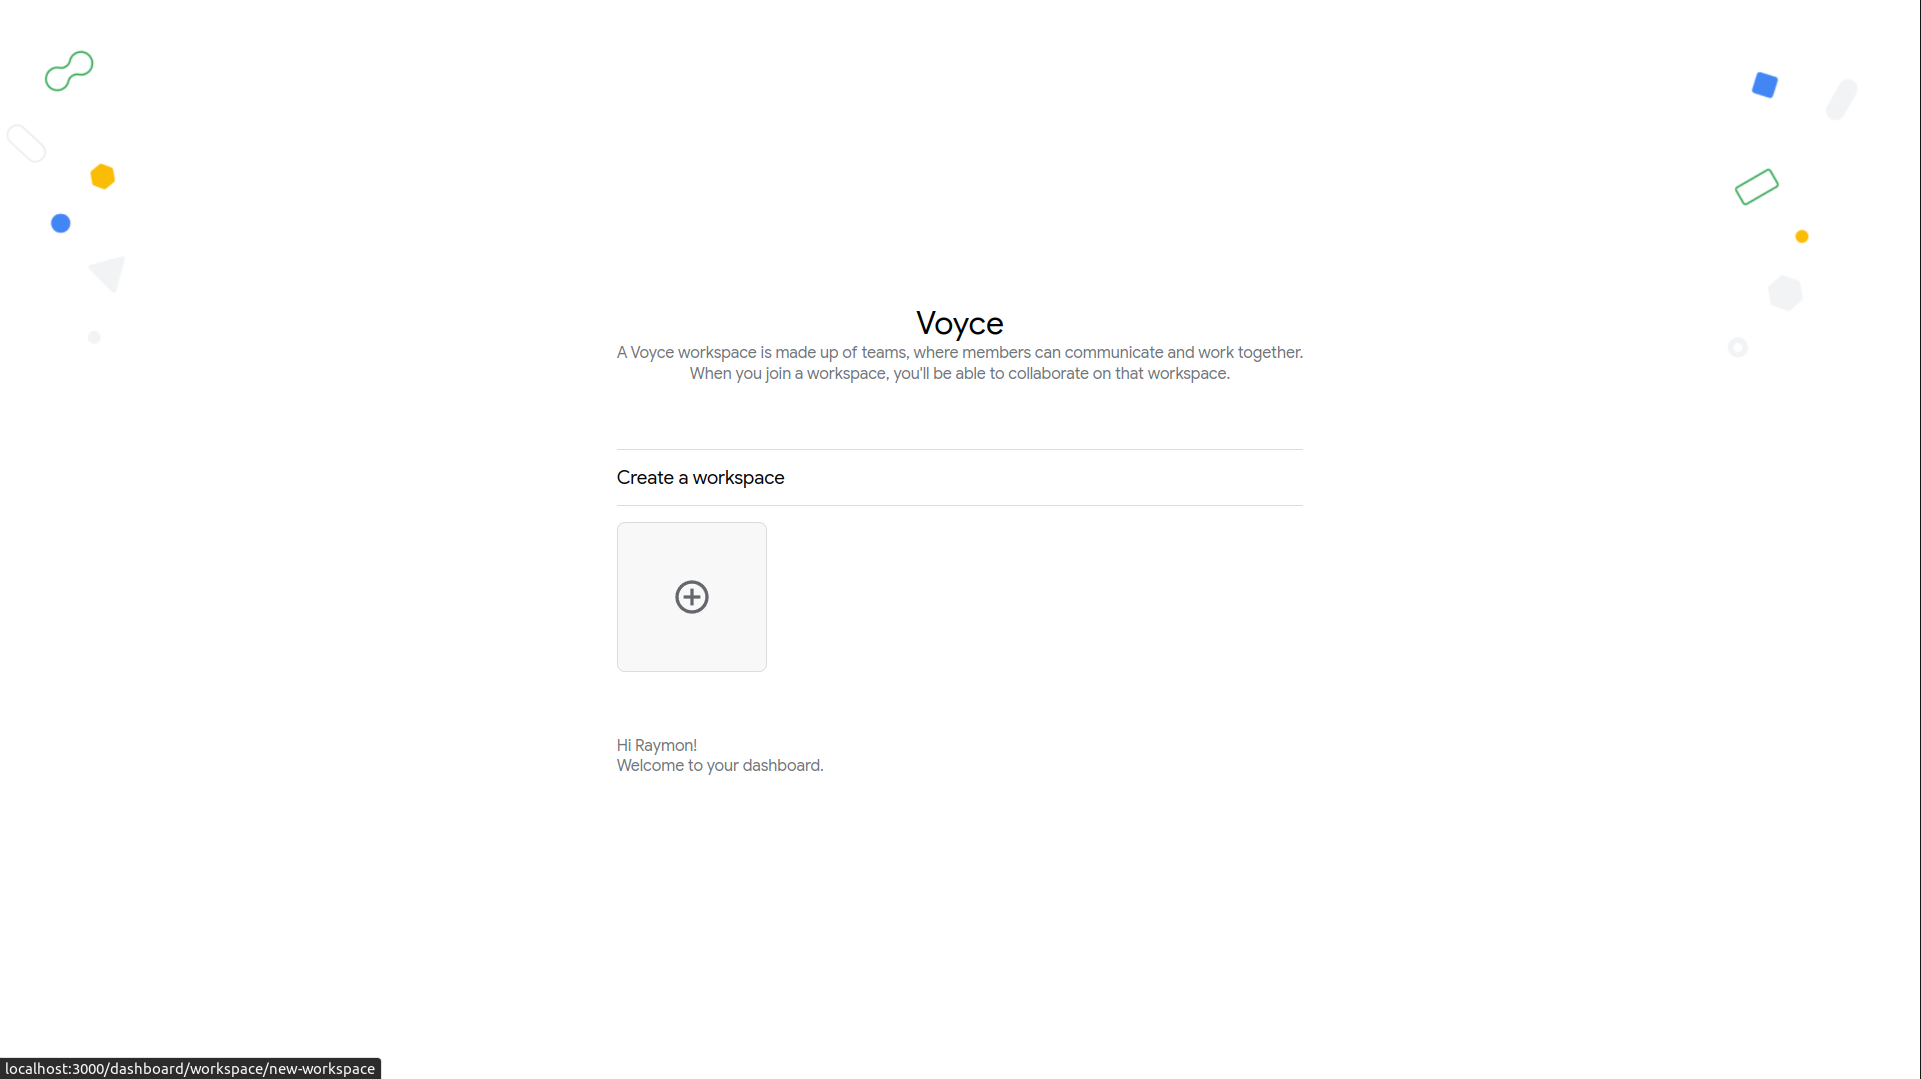 Voyce
A Voyce workspace is made up of teams, where members can communicate and work together.
When you join a workspace, you'll be able to collaborate on that workspace.
Create a workspace
Hi Raymon!
Welcome to your dashboard.
localhost:3000/dashboard/workspace/new-workspace